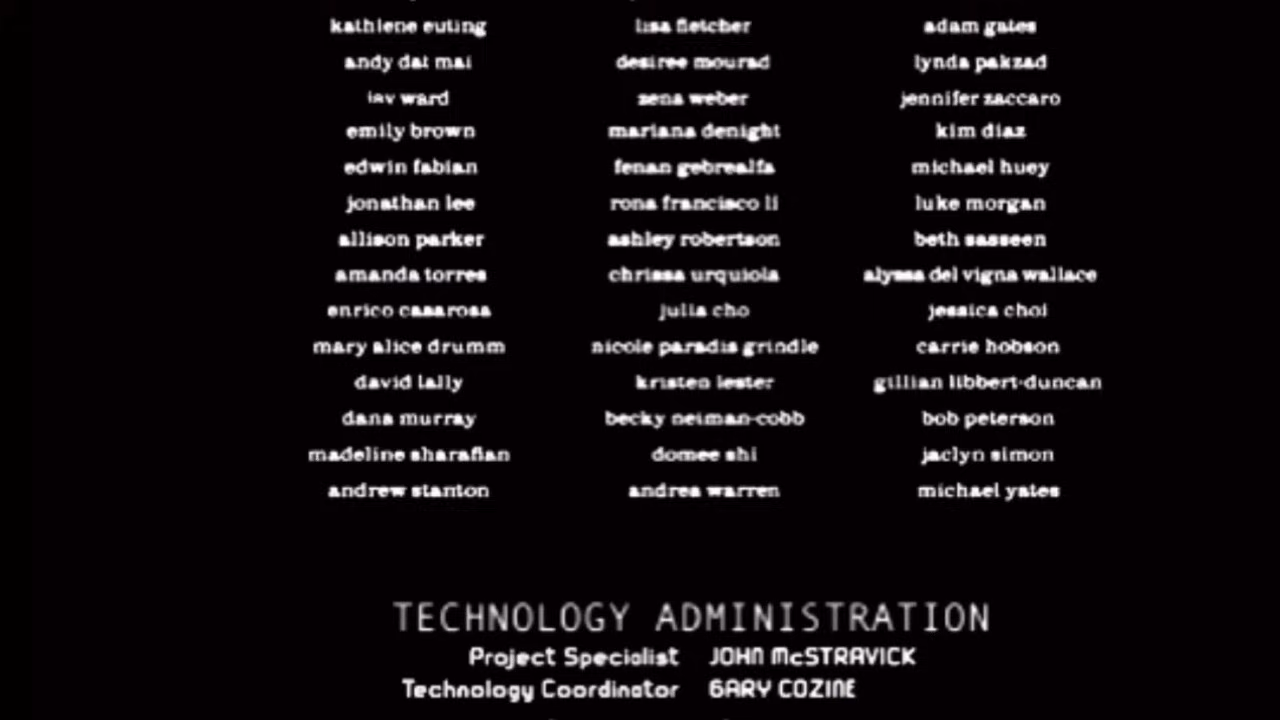 kathlene euting lisa fletcher adam gates
andy dat mai desiree mourad lynda pakzad
jay ward zena weber jennifer zaccaro
emily brown mariana denight kim diaz
edwin fabian fenan gebrealfa michael huey
jonathan lee rona francisco li luke morgan
allison parker ashley robertson beth sasseen
amanda torres chrissa urquiola alyssa del vigna wallace
enrico casarosa julia cho jessica choi
mary alice drumm nicole paradis grindle carrie hobson
david lally kristen lester gillian libbert-duncan
dana murray becky neiman-cobb bob peterson
madeline sharafian domee shi jaclyn simon
andrew stanton andrea warren michael yates
TECHNOLOGY ADMINISTRATION
Project Specialist JOHN McSTRAVICK
Technology Coordinator GARY COZINE